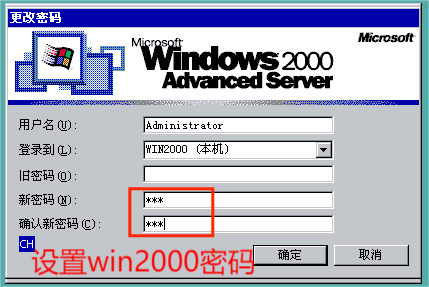 更改密码
Microsoft
Microsoft
Windows 2000
Advanced Server
用户名(U):
Administrator
登录到(L):
WIN2000 (本机)
旧密码(O):
新密码(N):
***
确认新密码(C):
***
CH
设置win2000密码
确定
取消